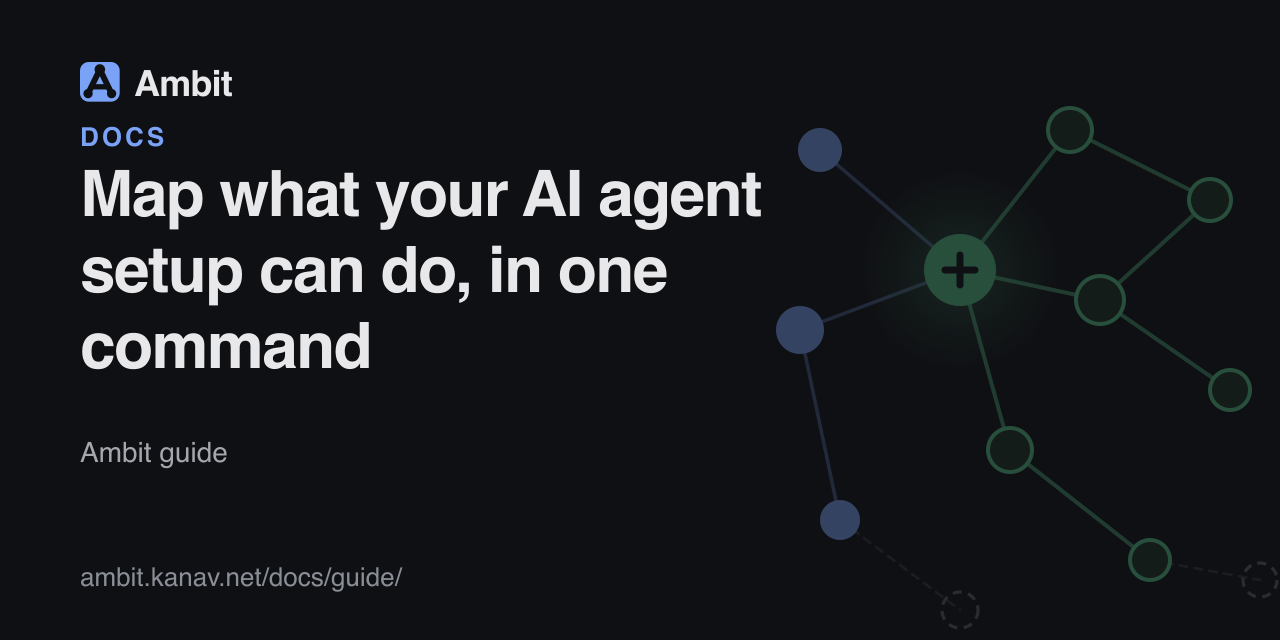 Ambit
DOCS
Map what your AI agent
setup can do, in one
command
Ambit guide
ambit.kanav.net/docs/guide/